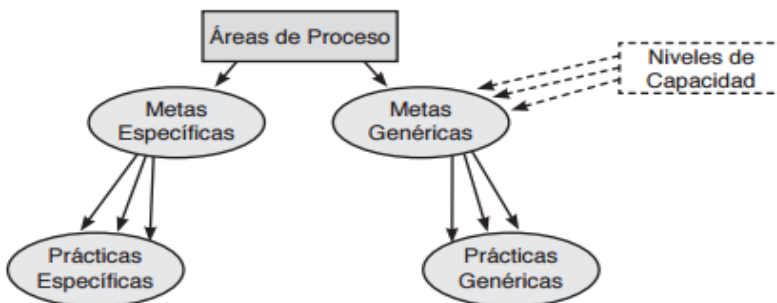 Áreas de Proceso
Niveles de
Capacidad
Metas
Específicas
Metas
Genéricas
Prácticas
Específicas
Prácticas
Genéricas